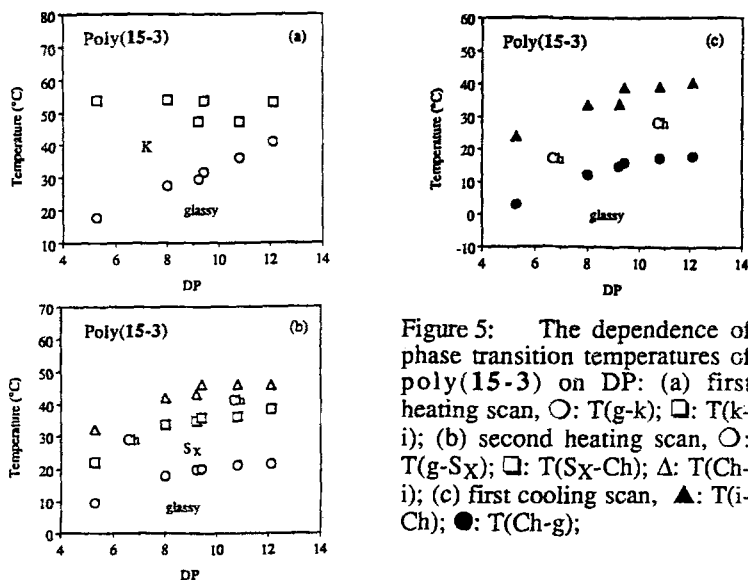 Poly(15-3) (a)
Temperature (°C)
80
70
60
50
40
30
20
10
K
glassy
4 6 8 10 12 14
DP
Poly(15-3) (b)
Temperature (°C)
70
60
50
40
30
20
10
0
Ch
Ch
SX
glassy
4 6 8 10 12 14
DP
Poly(15-3) (c)
Temperature (°C)
60
50
40
30
20
10
0
-10
Ch
Ch
glassy
4 6 8 10 12 14
DP
Figure 5: The dependence of
phase transition temperatures of
poly(15-3) on DP: (a) first
heating scan, ○: T(g-k); □: T(k-
i); (b) second heating scan, ○:
T(g-SX); □: T(SX-Ch); Δ: T(Ch-
i); (c) first cooling scan, ▲: T(i-
Ch); ●: T(Ch-g);